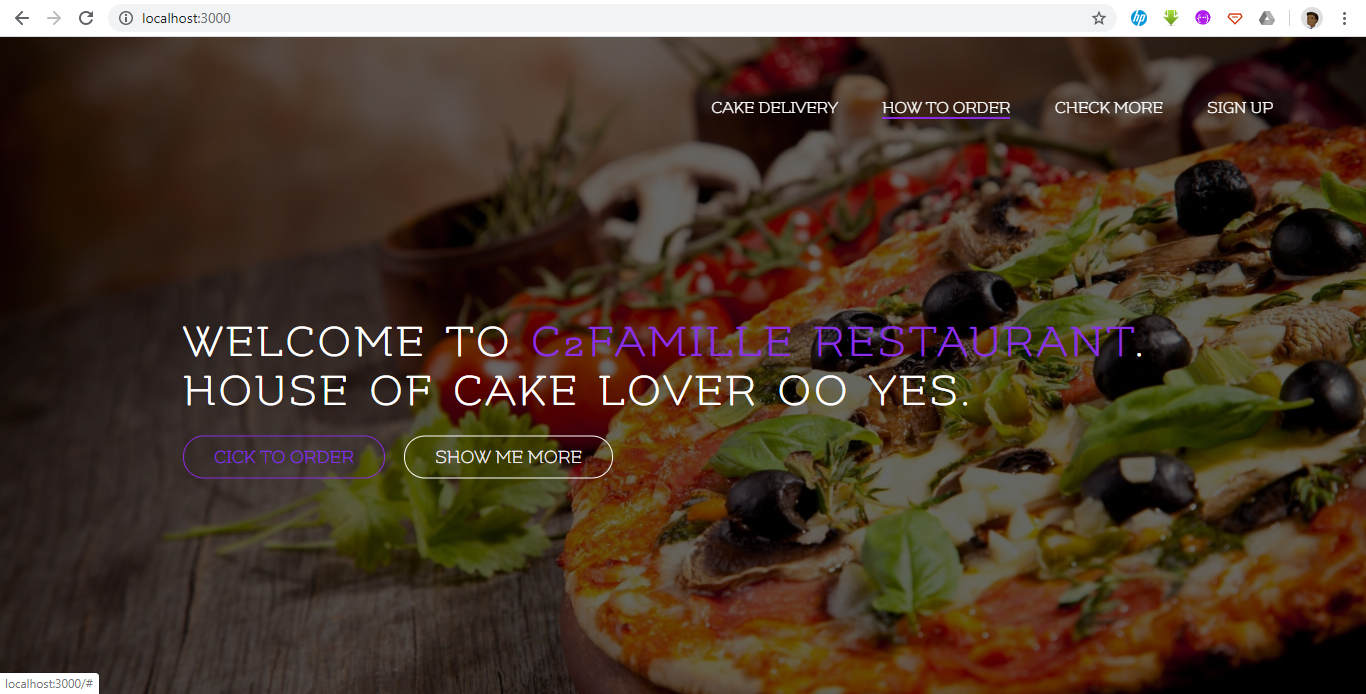 localhost:3000
hp
CAKE DELIVERY HOW TO ORDER CHECK MORE SIGN UP
WELCOME TO C2FAMILLE RESTAURANT.
HOUSE OF CAKE LOVER OO YES.
CICK TO ORDER SHOW ME MORE
localhost:3000/#